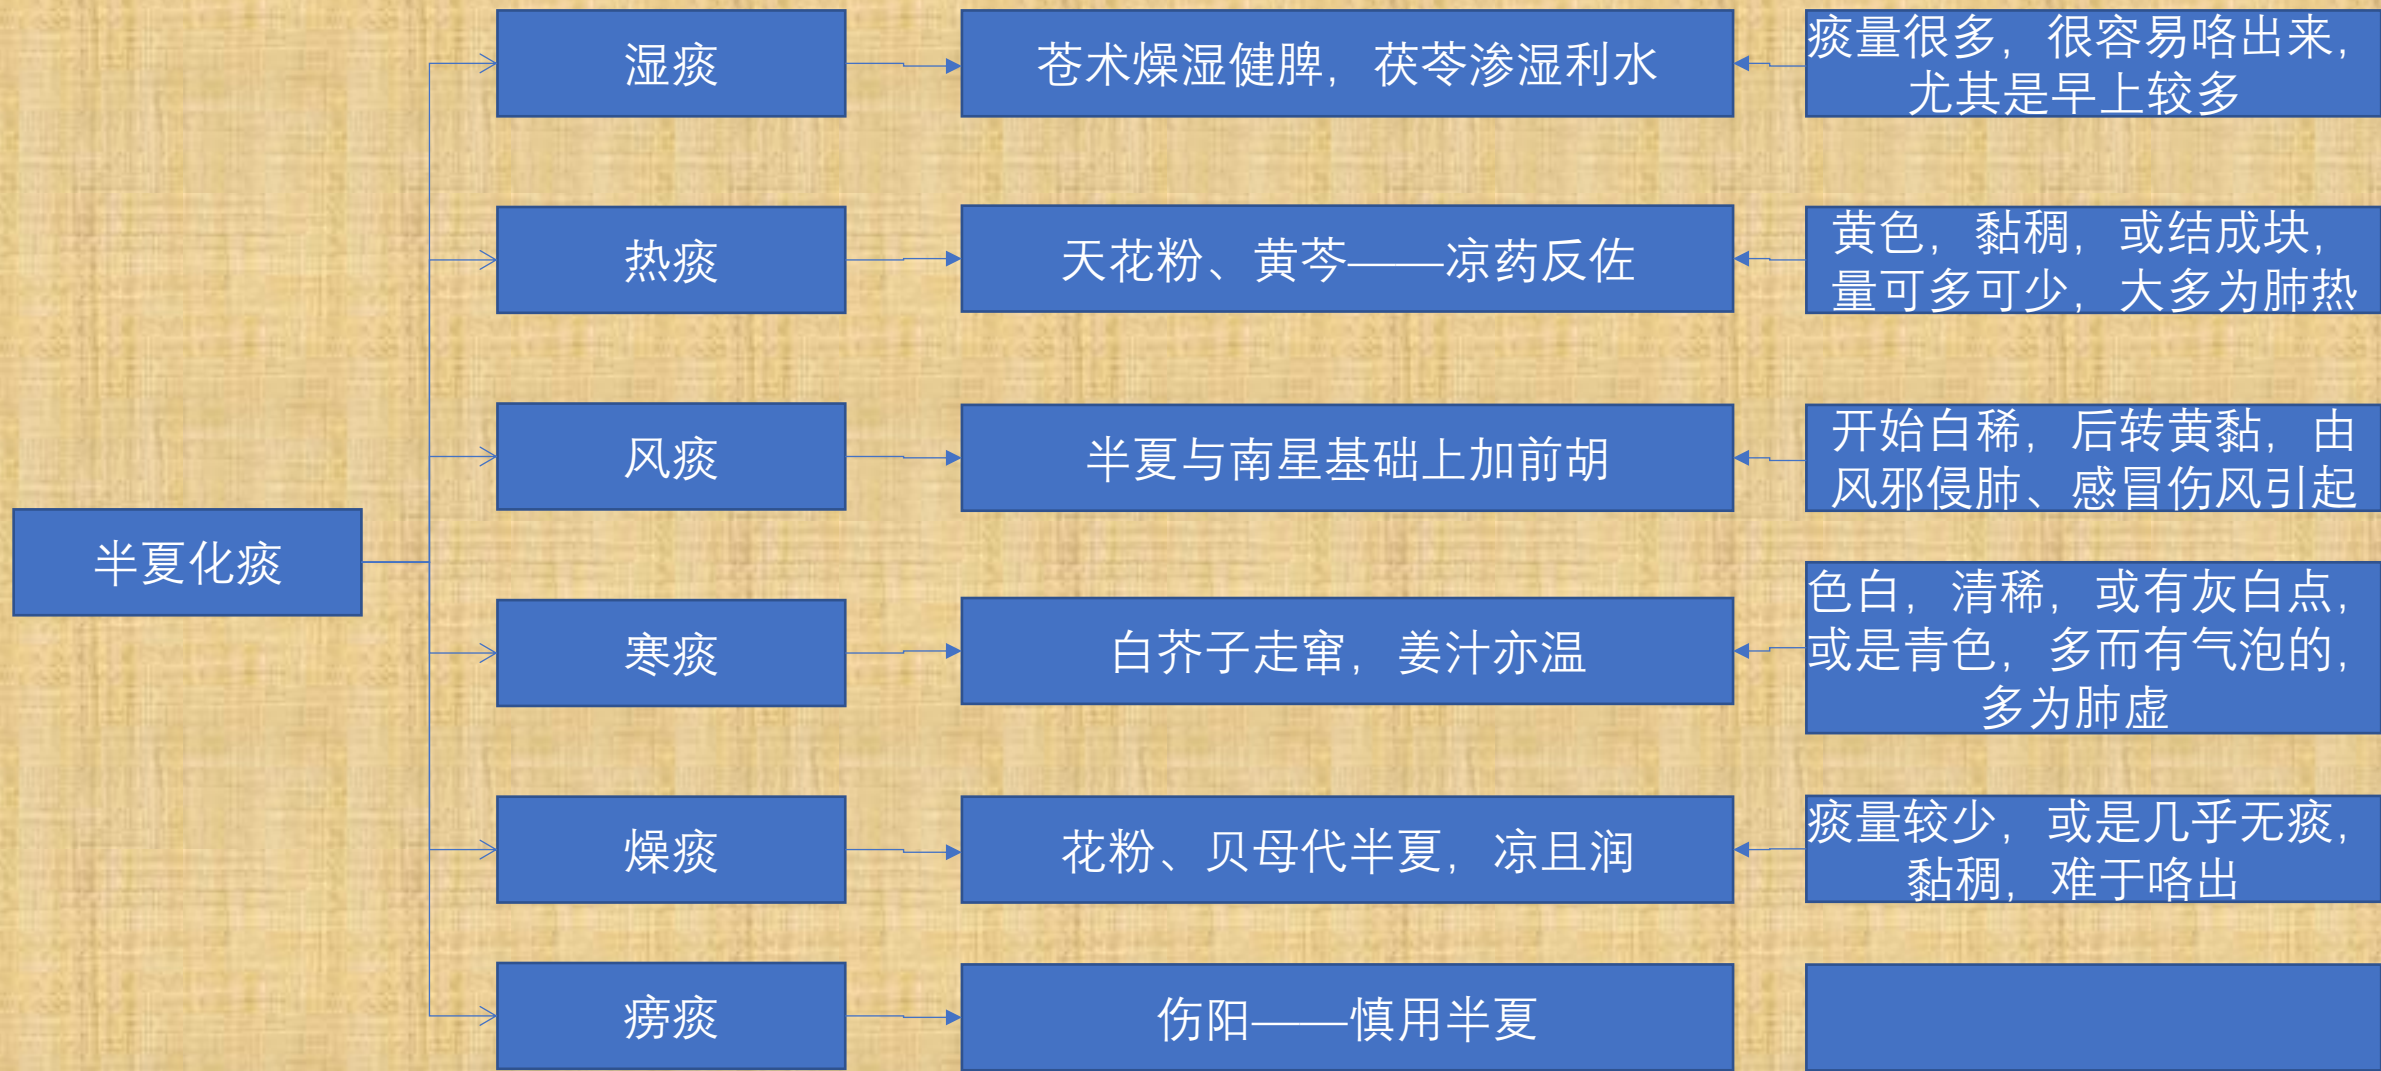 湿痰
苍术燥湿健脾，茯苓渗湿利水
痰量很多，很容易咯出来，
尤其是早上较多
热痰
天花粉、黄芩——凉药反佐
黄色，黏稠，或结成块，
量可多可少，大多为肺热
风痰
半夏与南星基础上加前胡
开始白稀，后转黄黏，由
风邪侵肺、感冒伤风引起
半夏化痰
寒痰
白芥子走窜，姜汁亦温
色白，清稀，或有灰白点，
或是青色，多而有气泡的，
多为肺虚
燥痰
花粉、贝母代半夏，凉且润
痰量较少，或是几乎无痰，
黏稠，难于咯出
痨痰
伤阳——慎用半夏